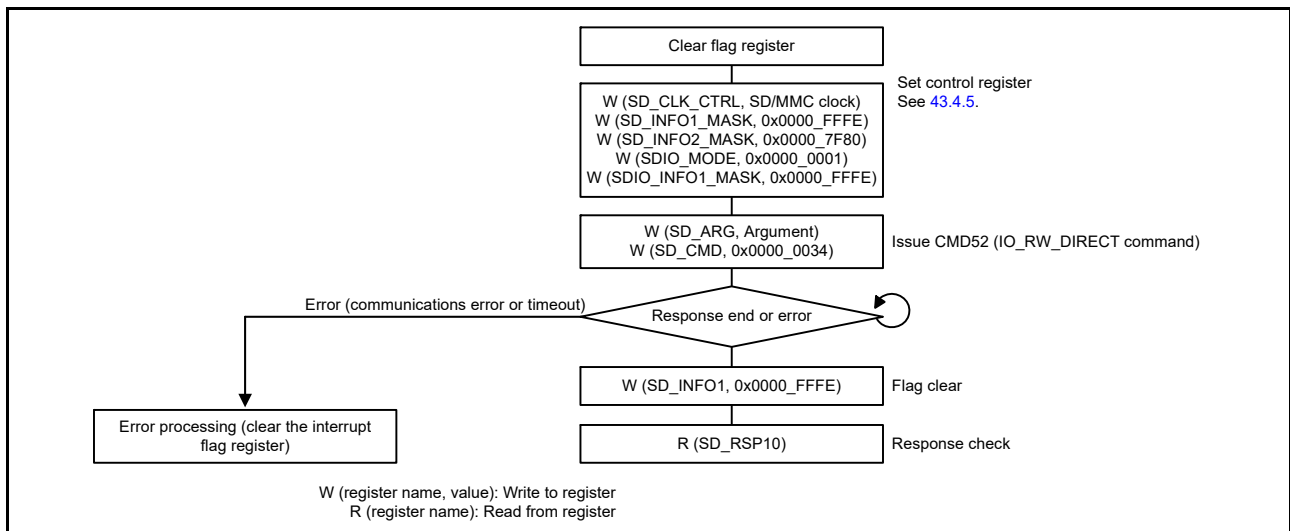 Clear flag register
Set control register
See 43.4.5.
W (SD_CLK_CTRL, SD/MMC clock)
W (SD_INFO1_MASK, 0x0000_FFFE)
W (SD_INFO2_MASK, 0x0000_7F80)
W (SDIO_MODE, 0x0000_0001)
W (SDIO_INFO1_MASK, 0x0000_FFFE)
W (SD_ARG, Argument)
W (SD_CMD, 0x0000_0034)
Issue CMD52 (IO_RW_DIRECT command)
Error (communications error or timeout)
Response end or error
W (SD_INFO1, 0x0000_FFFE)
Flag clear
Error processing (clear the interrupt
flag register)
R (SD_RSP10)
Response check
W (register name, value): Write to register
R (register name): Read from register